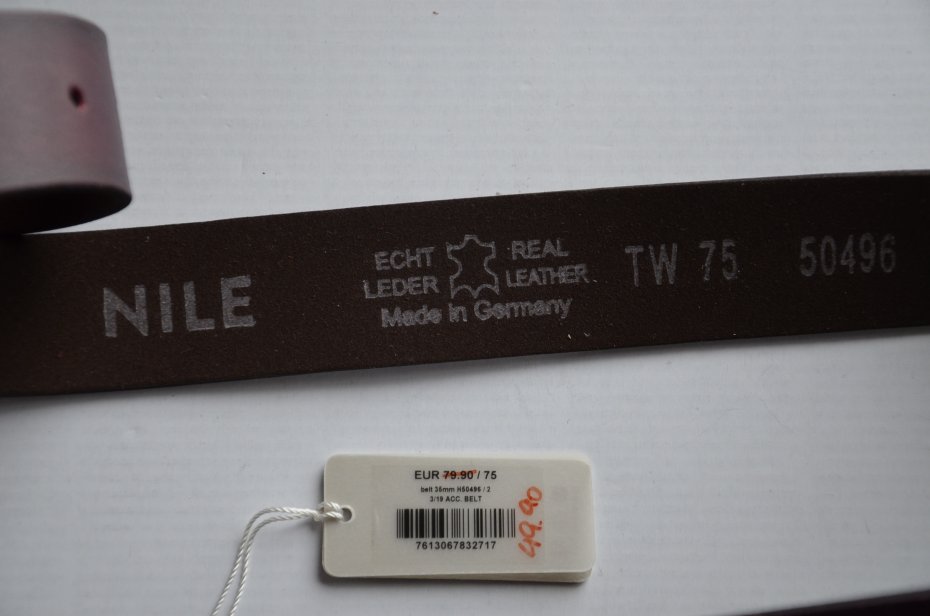 NILE
ECHT LEDER
REAL LEATHER
Made in Germany
TW 75
50496
EUR 79.90 / 75
belt 35mm H50496 / 2
3/19 ACC. BELT
7613067832717
49.90